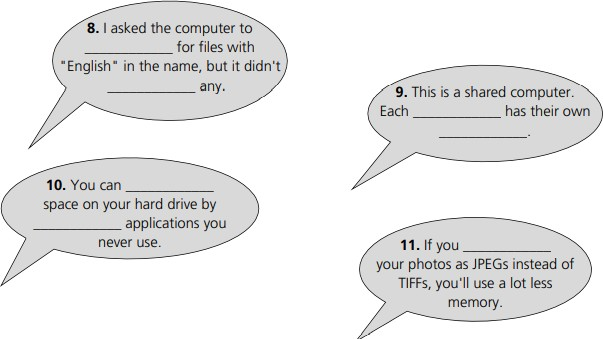 8. I asked the computer to
____________ for files with
"English" in the name, but it didn't
____________ any.
9. This is a shared computer.
Each ____________ has their own
____________.
10. You can ____________
space on your hard drive by
____________ applications you
never use.
11. If you ____________
your photos as JPEGs instead of
TIFFs, you'll use a lot less
memory.